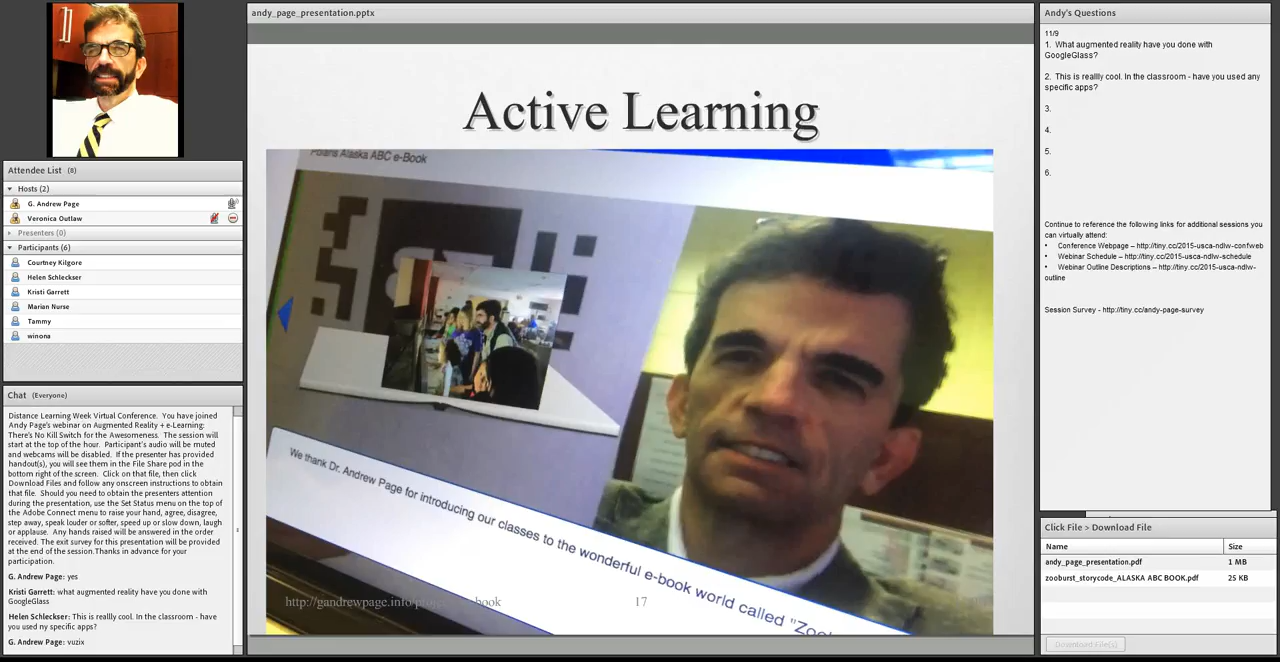 Attendee List (8)
Hosts (2)
G. Andrew Page
Veronica Outlaw
Presenters (0)
Participants (6)
Courtney Kilgore
Helen Schleckser
Kristi Garrett
Marian Nurse
Tammy
winona
Chat (Everyone)
Distance Learning Week Virtual Conference. You have joined
Andy Page's webinar on Augmented Reality + e-Learning:
There's No Kill Switch for the Awesomeness. The session will
start at the top of the hour. Participant's audio will be muted
and webcams will be disabled. If the presenter has provided
handout(s), you will see them in the File Share pod in the
bottom right of the screen. Click on that file, then click
Download Files and follow any onscreen instructions to obtain
that file. Should you need to obtain the presenters attention
during the presentation, use the Set Status menu on the top of
the Adobe Connect menu to raise your hand, agree, disagree,
step away, speak louder or softer, speed up or slow down, laugh
or applause. Any hands raised will be answered in the order
received. The exit survey for this presentation will be provided
at the end of the session.Thanks in advance for your
participation.
G. Andrew Page: yes
Kristi Garrett: what augmented reality have you done with
GoogleGlass
Helen Schleckser: This is reallly cool. In the classroom - have
you used ny specific apps?
G. Andrew Page: vuzix
andy_page_presentation.pptx
Active Learning
Polaris Alaska ABC e-Book
We thank Dr. Andrew Page for introducing our classes to the wonderful e-book world called "Zoo
http://gandrewpage.info/
17
Andy's Questions
11/9
1. What augmented reality have you done with
GoogleGlass?
2. This is reallly cool. In the classroom - have you used any
specific apps?
3.
4.
5.
6.
Continue to reference the following links for additional sessions you
can virtually attend:
• Conference Webpage – http://tiny.cc/2015-usca-ndlw-confweb
• Webinar Schedule – http://tiny.cc/2015-usca-ndlw-schedule
• Webinar Outline Descriptions – http://tiny.cc/2015-usca-ndlw-
outline
Session Survey - http://tiny.cc/andy-page-survey
Click File > Download File
Name Size
andy_page_presentation.pdf 1 MB
zooburst_storycode_ALASKA ABC BOOK.pdf 25 KB
Download File(s)